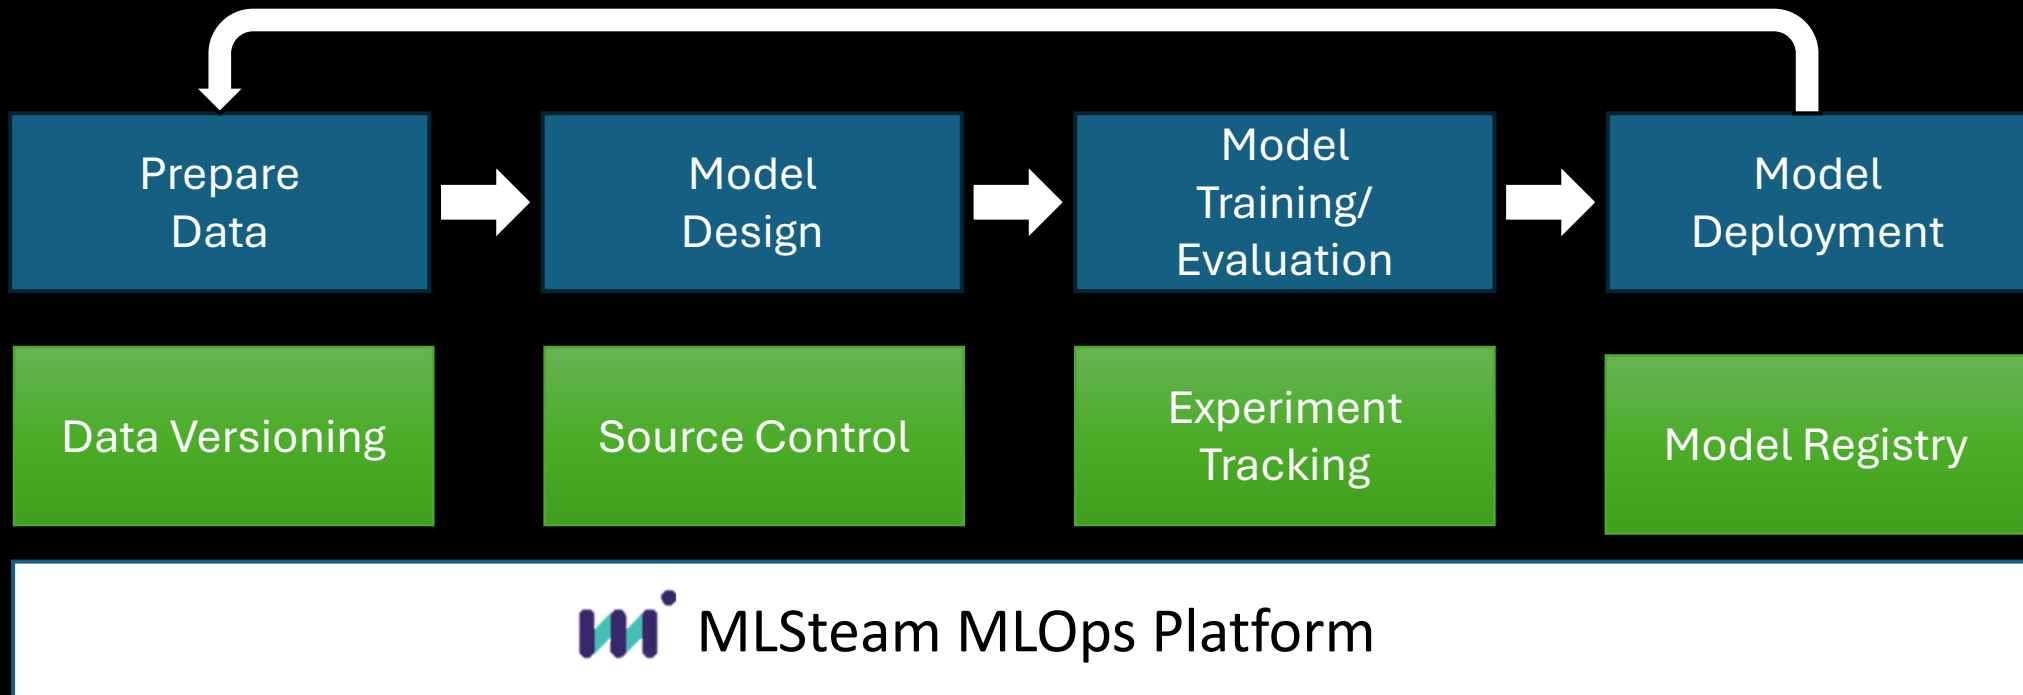 Prepare
Data
Model
Design
Model
Training/
Evaluation
Model
Deployment
Data Versioning
Source Control
Experiment
Tracking
Model Registry
MLSteam MLOps Platform